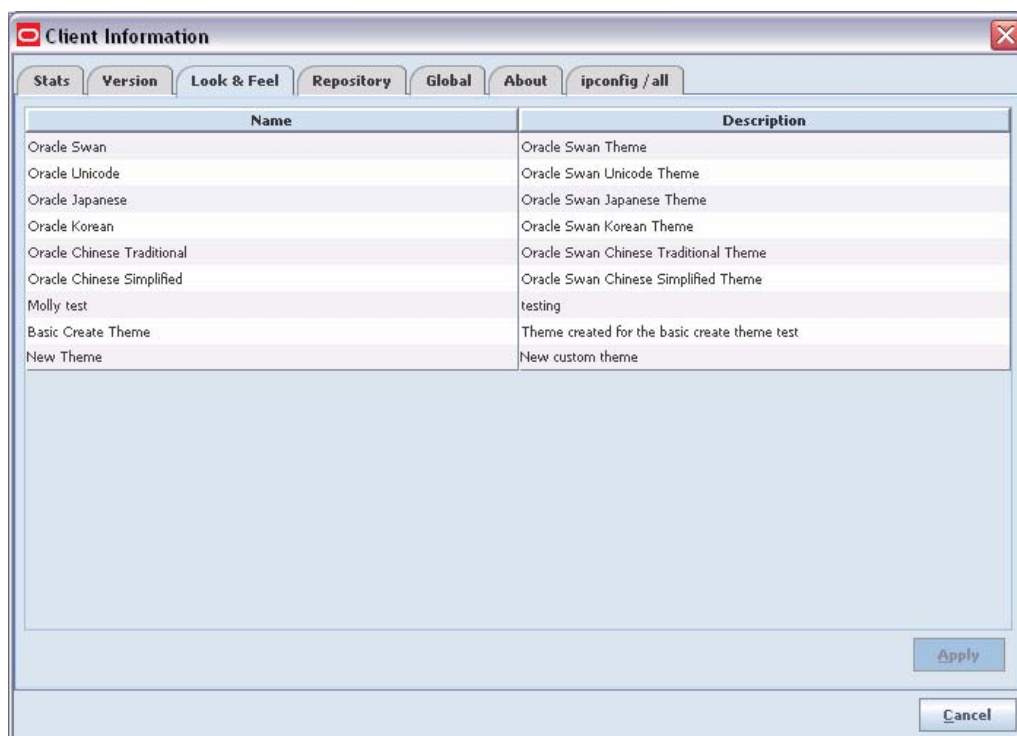 Client Information
Stats Version Look & Feel Repository Global About ipconfig / all
Name Description
Oracle Swan Oracle Swan Theme
Oracle Unicode Oracle Swan Unicode Theme
Oracle Japanese Oracle Swan Japanese Theme
Oracle Korean Oracle Swan Korean Theme
Oracle Chinese Traditional Oracle Swan Chinese Traditional Theme
Oracle Chinese Simplified Oracle Swan Chinese Simplified Theme
Molly test testing
Basic Create Theme Theme created for the basic create theme test
New Theme New custom theme
Apply
Cancel